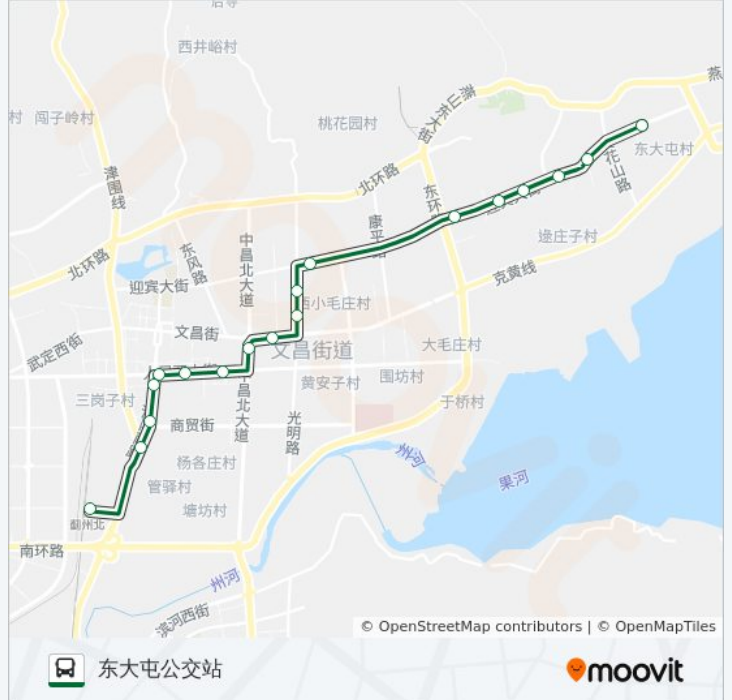 后寺
西井峪村
燕
村
闯子岭村
桃花园村
燕山东大街
东大屯村
花山路
津围线
北环路
东环
康平
逯庄子村
克黄线
北环路
东风路
中昌北大道
迎宾大街
西小毛庄村
文昌街
武定西街
文昌街道
大毛庄村
黄安子村
围坊村
中昌北大道
三岗子村
于桥村
商贸街
光明路
杨各庄村
州河
果河
管驿村
塘坊村
蓟州北
南环路
州河
滨河西街
© OpenStreetMap contributors | © OpenMapTiles
东大屯公交站
moovit